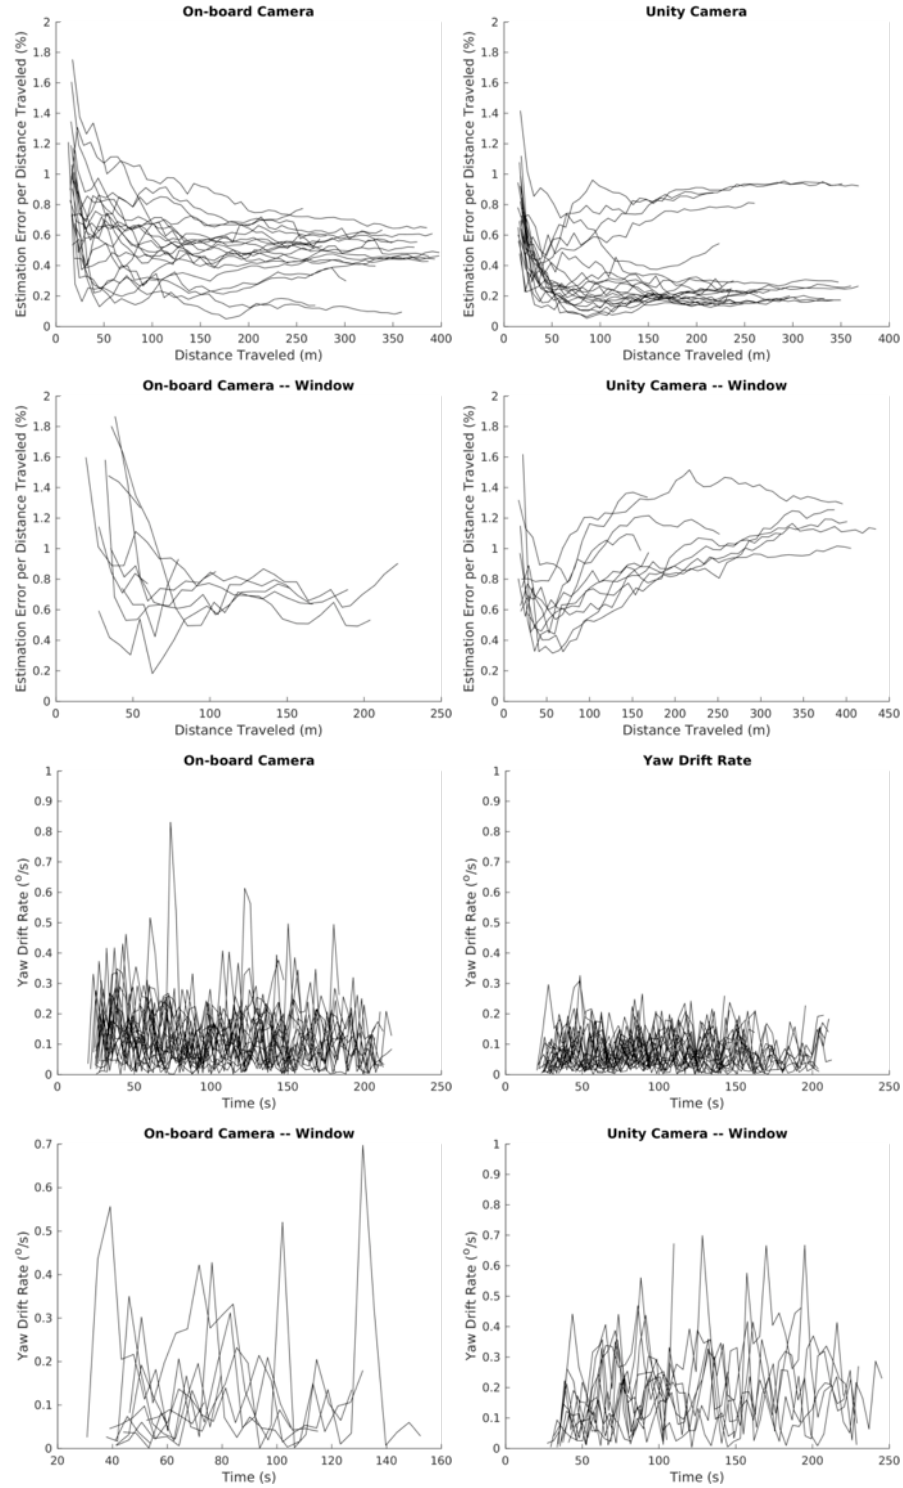 On-board Camera
Estimation Error per Distance Traveled (%)
2
1.8
1.6
1.4
1.2
1
0.8
0.6
0.4
0.2
0
0 50 100 150 200 250 300 350 400
Distance Traveled (m)
Unity Camera
Estimation Error per Distance Traveled (%)
2
1.8
1.6
1.4
1.2
1
0.8
0.6
0.4
0.2
0
0 50 100 150 200 250 300 350 400
Distance Traveled (m)
On-board Camera -- Window
Estimation Error per Distance Traveled (%)
2
1.8
1.6
1.4
1.2
1
0.8
0.6
0.4
0.2
0
0 50 100 150 200 250
Distance Traveled (m)
Unity Camera -- Window
Estimation Error per Distance Traveled (%)
2
1.8
1.6
1.4
1.2
1
0.8
0.6
0.4
0.2
0
0 50 100 150 200 250 300 350 400 450
Distance Traveled (m)
On-board Camera
Yaw Drift Rate (°/s)
1
0.9
0.8
0.7
0.6
0.5
0.4
0.3
0.2
0.1
0
0 50 100 150 200 250
Time (s)
Yaw Drift Rate
Yaw Drift Rate (°/s)
1
0.9
0.8
0.7
0.6
0.5
0.4
0.3
0.2
0.1
0
0 50 100 150 200 250
Time (s)
On-board Camera -- Window
Yaw Drift Rate (°/s)
0.7
0.6
0.5
0.4
0.3
0.2
0.1
0
20 40 60 80 100 120 140 160
Time (s)
Unity Camera -- Window
Yaw Drift Rate (°/s)
1
0.9
0.8
0.7
0.6
0.5
0.4
0.3
0.2
0.1
0
0 50 100 150 200 250
Time (s)